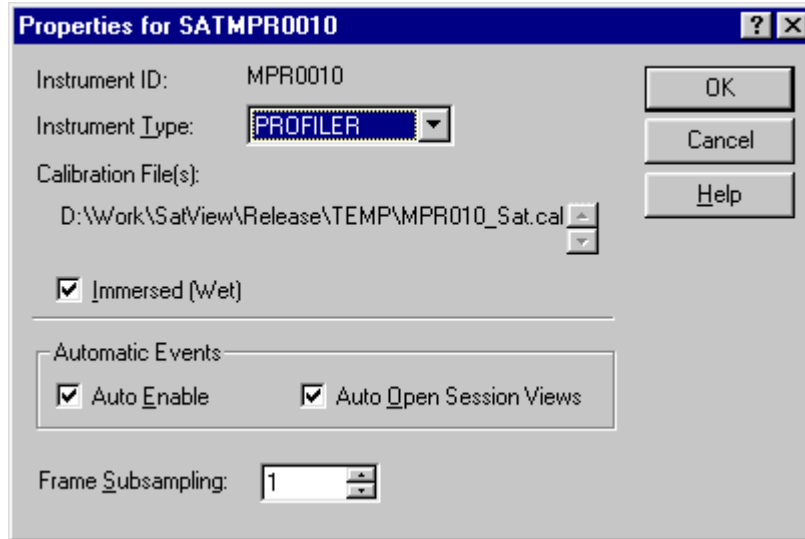 Properties for SATMPR0010
Instrument ID: MPR0010
OK
Instrument Type: PROFILER
Cancel
Calibration File(s):
Help
D:\Work\SatView\Release\TEMP\MPR010_Sat.cal
Immersed (Wet)
Automatic Events
Auto Enable
Auto Open Session Views
Frame Subsampling: 1